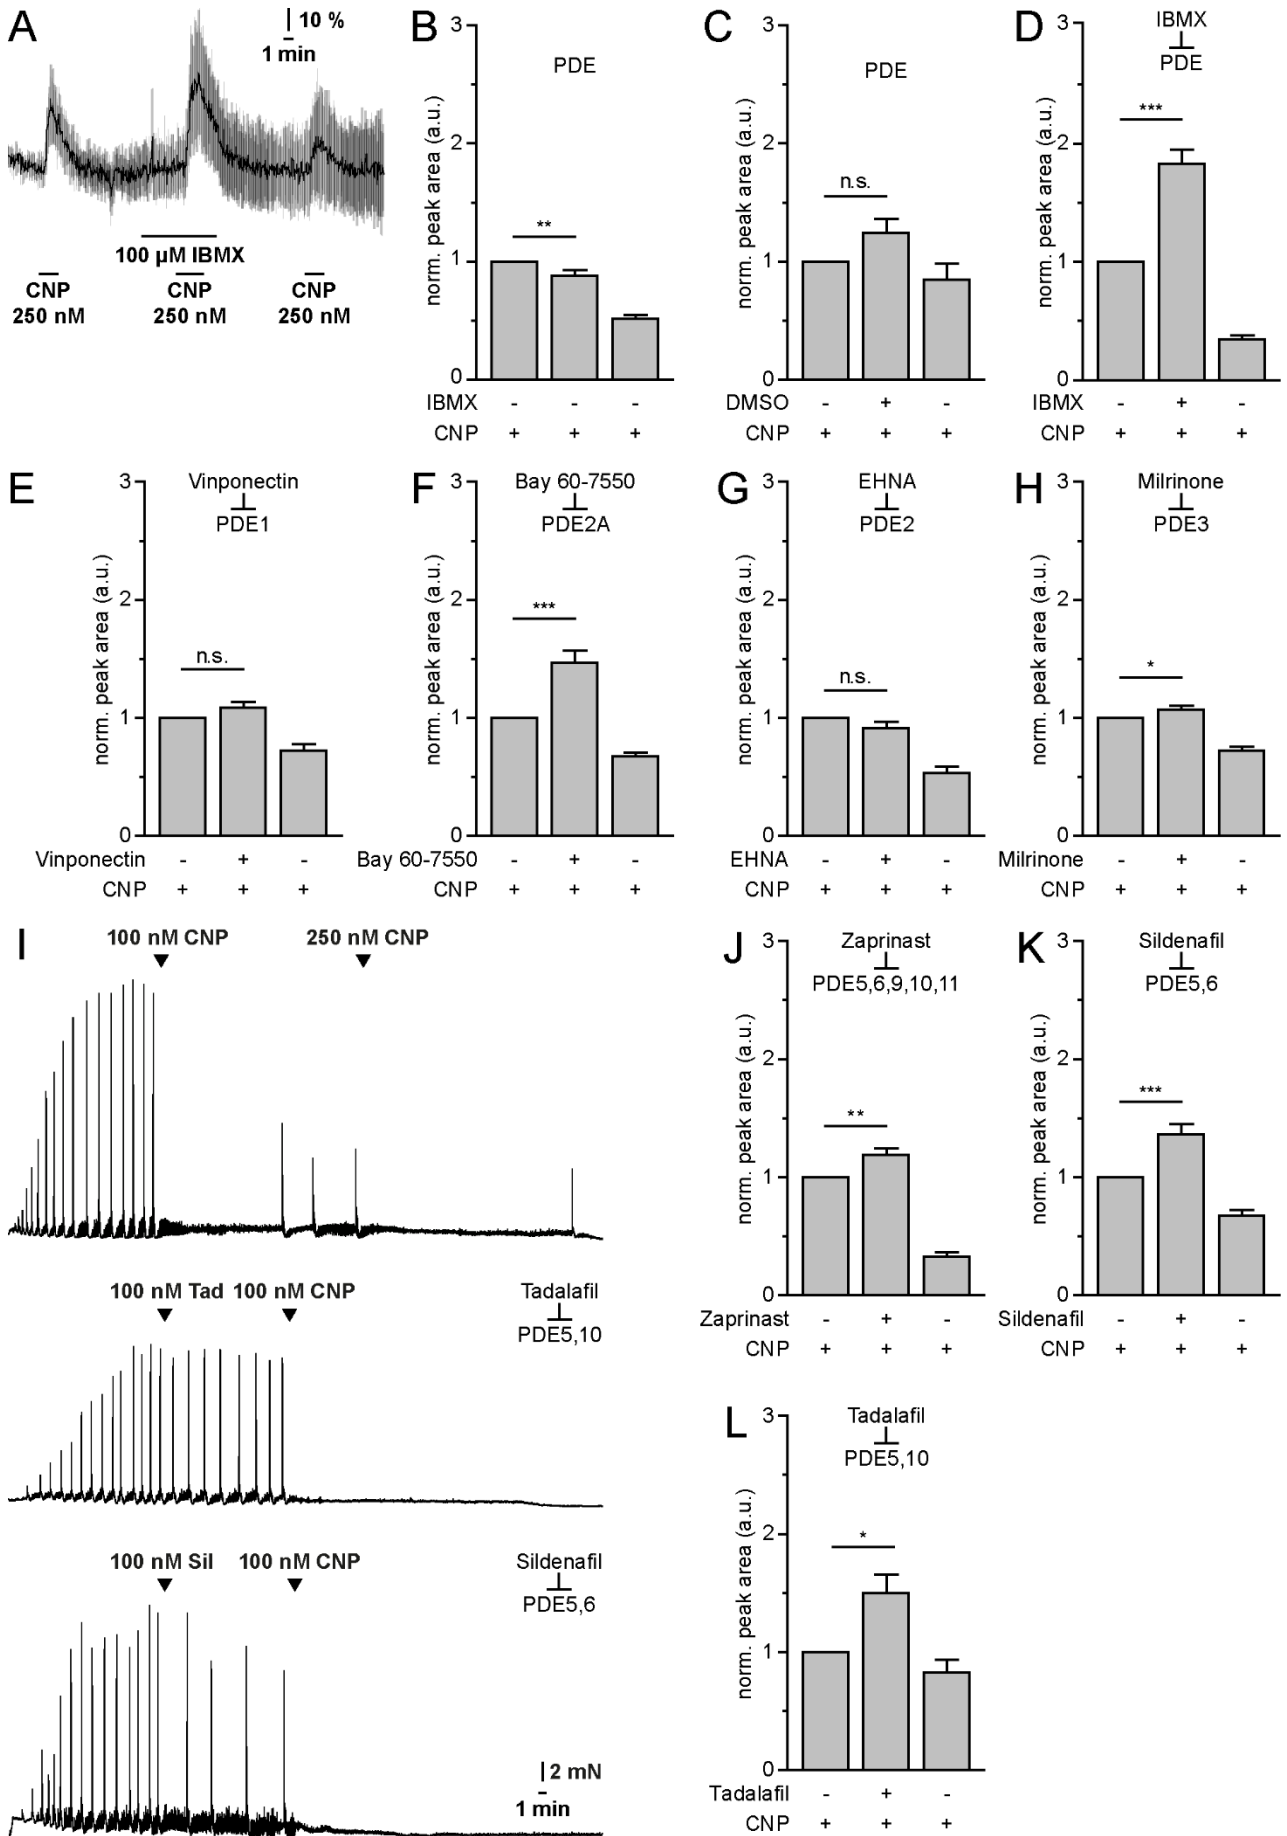 A
10 %
1 min
100 µM IBMX
CNP CNP CNP
250 nM 250 nM 250 nM
B
PDE
norm. peak area (a.u.)
3
2
1
0
**
IBMX - - -
CNP + + +
C
PDE
norm. peak area (a.u.)
3
2
1
0
n.s.
DMSO - + -
CNP + + +
D
IBMX
PDE
norm. peak area (a.u.)
3
2
1
0
***
IBMX - + -
CNP + + +
E
Vinponectin
PDE1
norm. peak area (a.u.)
3
2
1
0
n.s.
Vinponectin - + -
CNP + + +
F
Bay 60-7550
PDE2A
norm. peak area (a.u.)
3
2
1
0
***
Bay 60-7550 - + -
CNP + + +
G
EHNA
PDE2
norm. peak area (a.u.)
3
2
1
0
n.s.
EHNA - + -
CNP + + +
H
Milrinone
PDE3
norm. peak area (a.u.)
3
2
1
0
*
Milrinone - + -
CNP + + +
I
100 nM CNP 250 nM CNP
100 nM Tad 100 nM CNP
Tadalafil
PDE5,10
100 nM Sil 100 nM CNP
Sildenafil
PDE5,6
2 mN
1 min
J
Zaprinast
PDE5,6,9,10,11
norm. peak area (a.u.)
3
2
1
0
**
Zaprinast - + -
CNP + + +
K
Sildenafil
PDE5,6
norm. peak area (a.u.)
3
2
1
0
***
Sildenafil - + -
CNP + + +
L
Tadalafil
PDE5,10
norm. peak area (a.u.)
3
2
1
0
*
Tadalafil - + -
CNP + + +